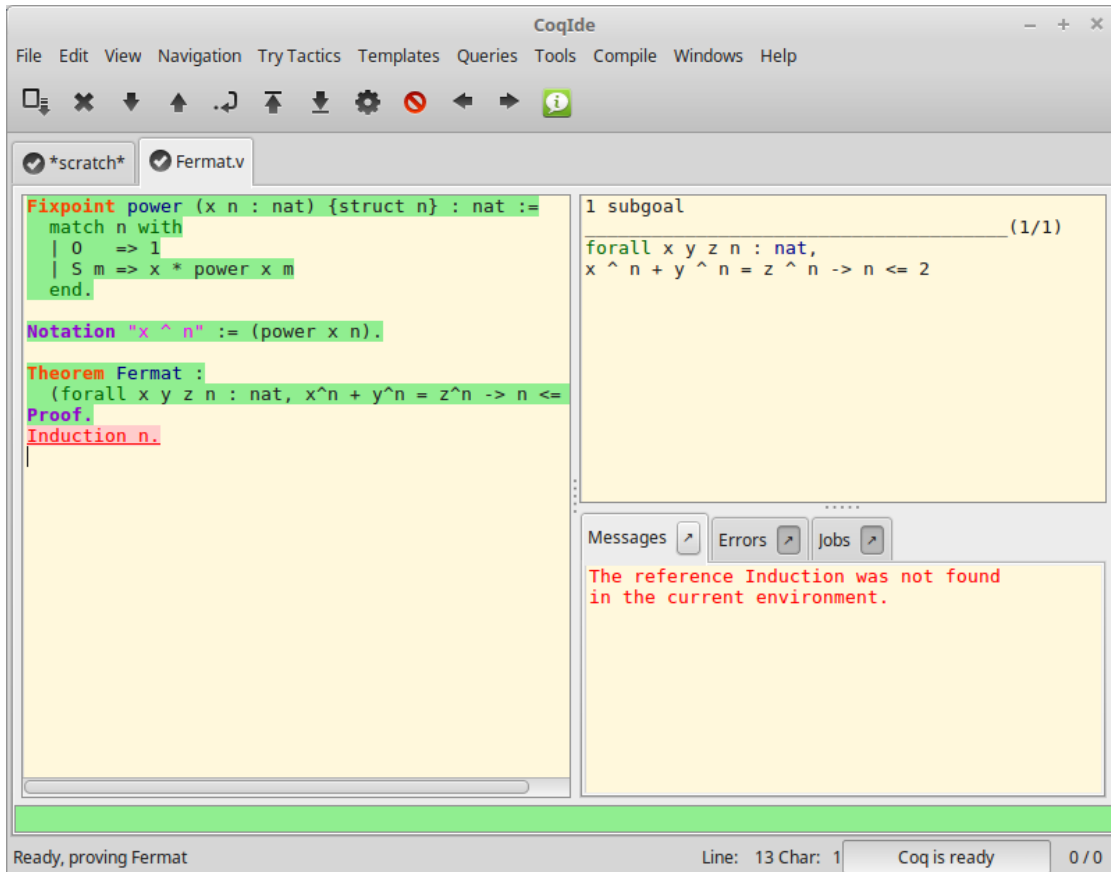 CoqIde
File Edit View Navigation Try Tactics Templates Queries Tools Compile Windows Help
*scratch* Fermat.v
Fixpoint power (x n : nat) {struct n} : nat :=
  match n with
  | O   => 1
  | S m => x * power x m
  end.
Notation "x ^ n" := (power x n).
Theorem Fermat :
  (forall x y z n : nat, x^n + y^n = z^n -> n <=
Proof.
Induction n.
1 subgoal
______________________________________(1/1)
forall x y z n : nat,
x ^ n + y ^ n = z ^ n -> n <= 2
Messages Errors Jobs
The reference Induction was not found
in the current environment.
Ready, proving Fermat Line: 13 Char: 1 Coq is ready 0 / 0